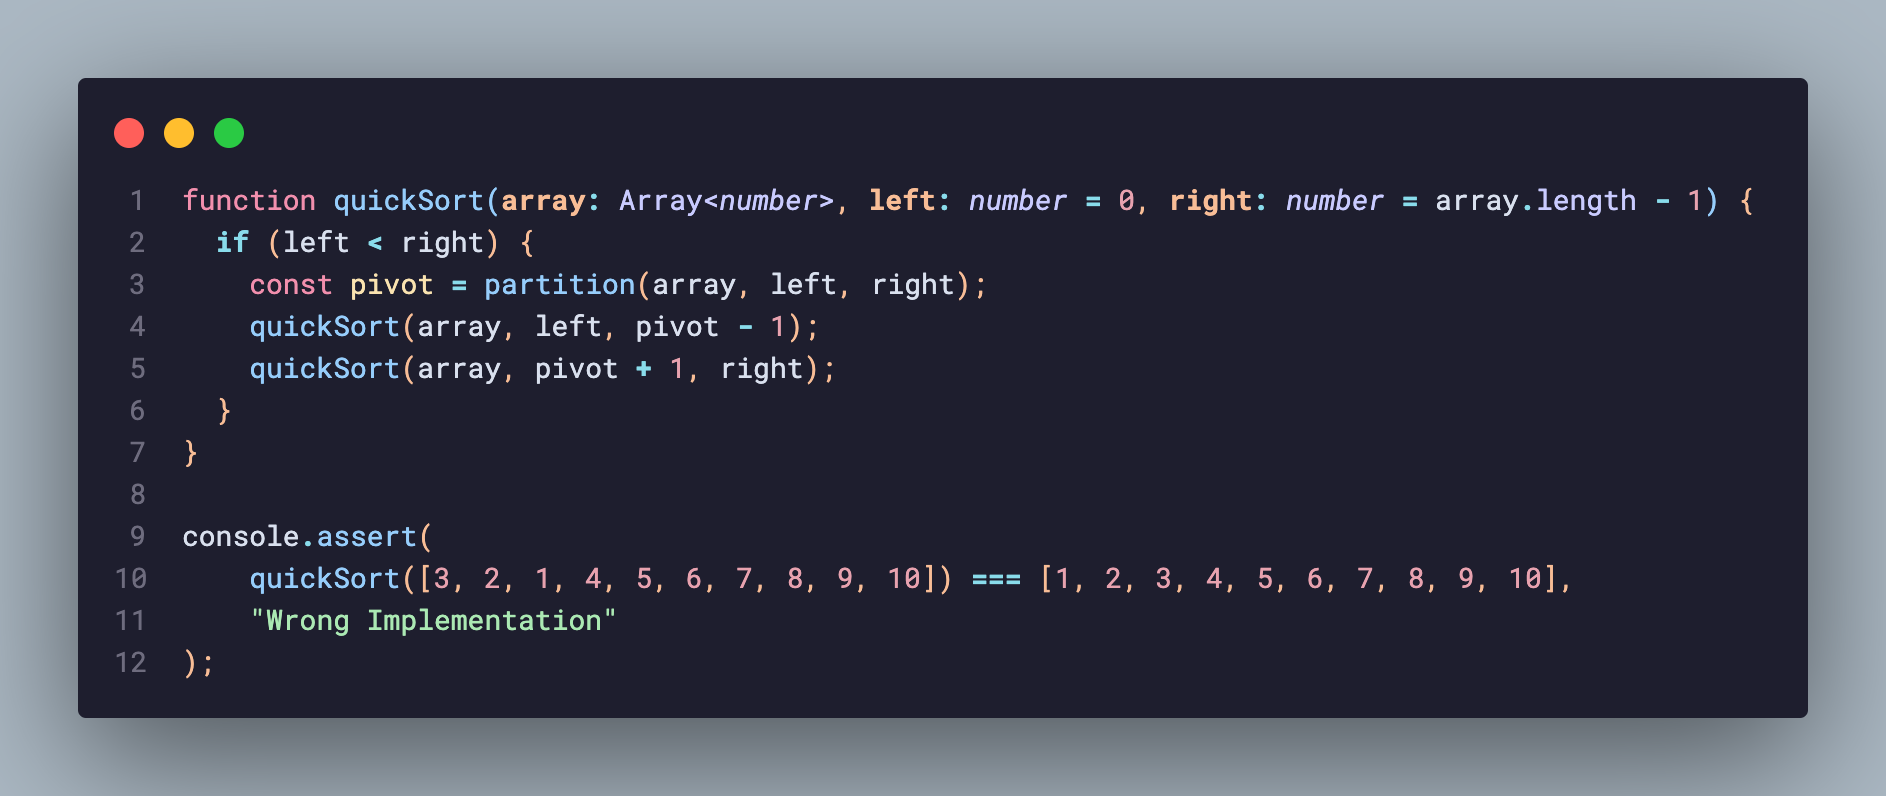 1 function quickSort(array: Array<number>, left: number = 0, right: number = array.length - 1) {
2   if (left < right) {
3     const pivot = partition(array, left, right);
4     quickSort(array, left, pivot - 1);
5     quickSort(array, pivot + 1, right);
6   }
7 }
8
9 console.assert(
10     quickSort([3, 2, 1, 4, 5, 6, 7, 8, 9, 10]) === [1, 2, 3, 4, 5, 6, 7, 8, 9, 10],
11     "Wrong Implementation"
12 );